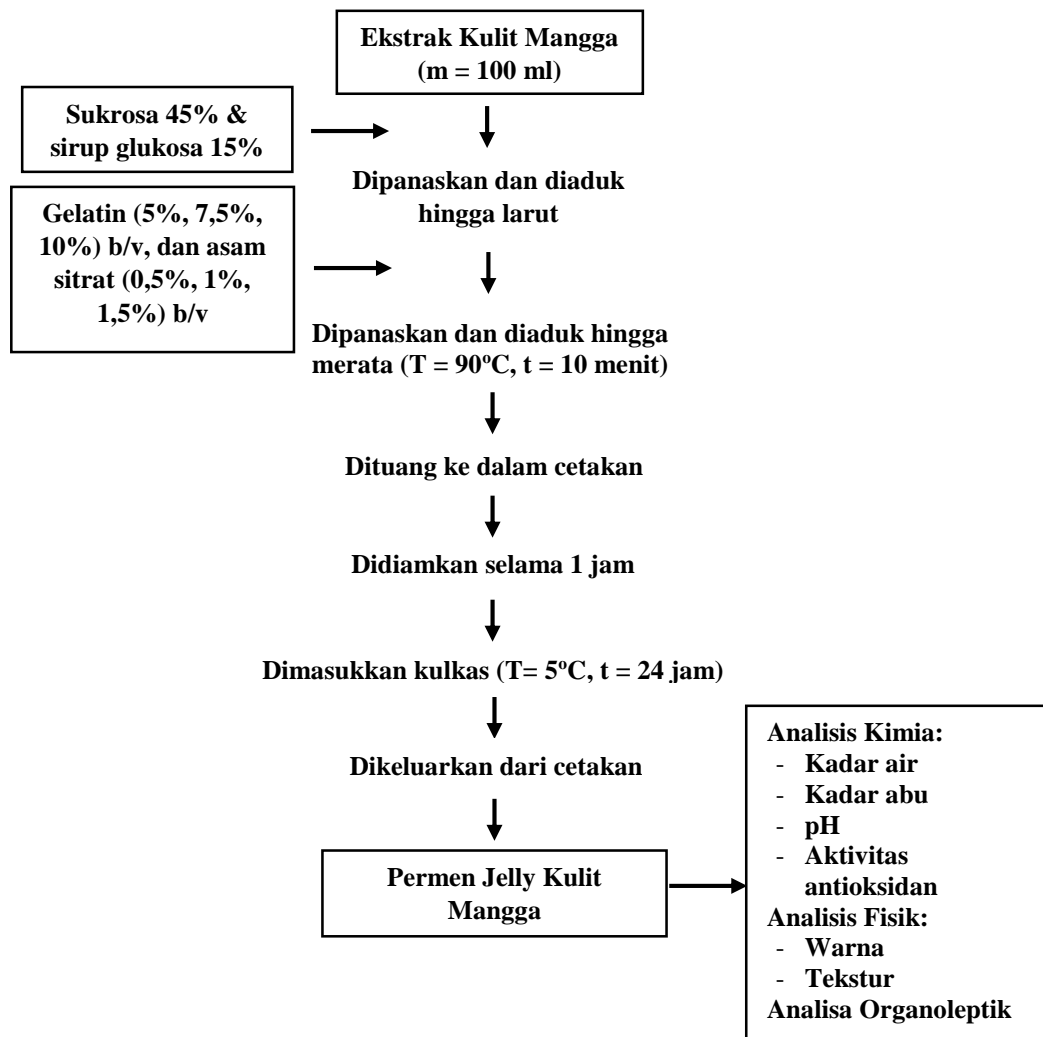 Ekstrak Kulit Mangga
(m = 100 ml)
Sukrosa 45% &
sirup glukosa 15%
Dipanaskan dan diaduk
hingga larut
Gelatin (5%, 7,5%,
10%) b/v, dan asam
sitrat (0,5%, 1%,
1,5%) b/v
Dipanaskan dan diaduk hingga
merata (T = 90ºC, t = 10 menit)
Dituang ke dalam cetakan
Didiamkan selama 1 jam
Dimasukkan kulkas (T= 5ºC, t = 24 jam)
Dikeluarkan dari cetakan
Permen Jelly Kulit
Mangga
Analisis Kimia:
- Kadar air
- Kadar abu
- pH
- Aktivitas
antioksidan
Analisis Fisik:
- Warna
- Tekstur
Analisa Organoleptik